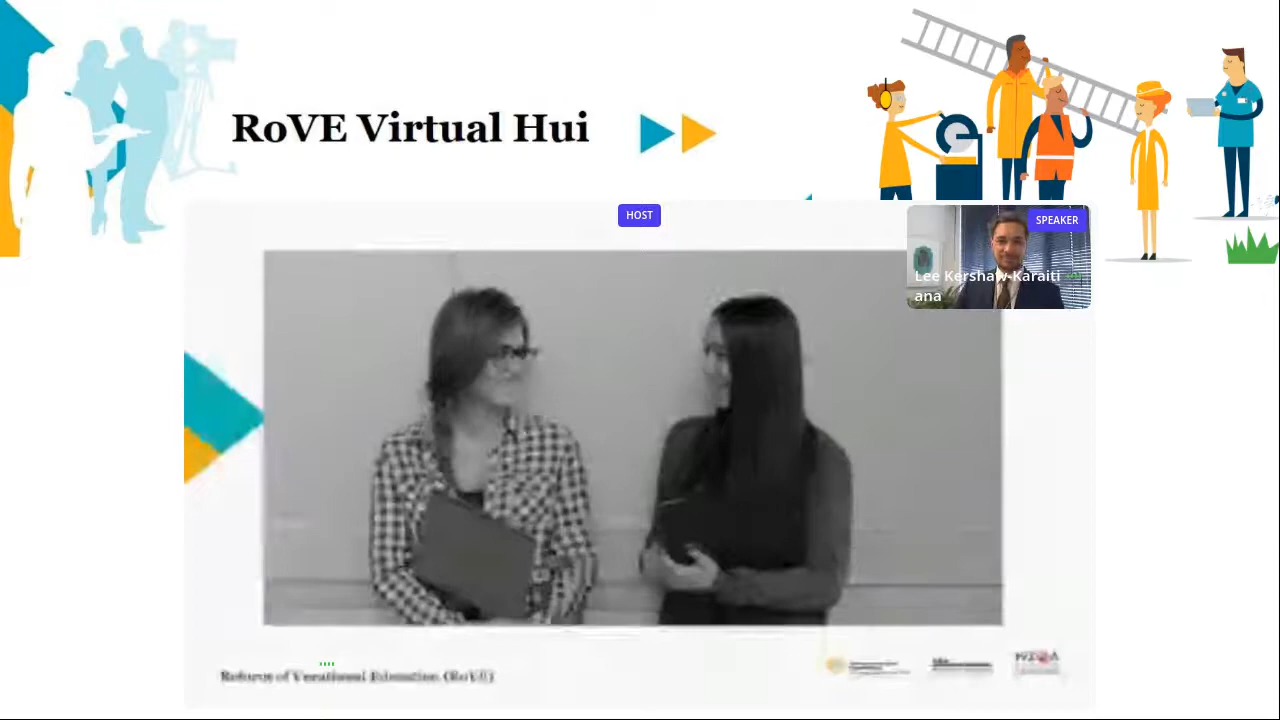 RoVE Virtual Hui
HOST
SPEAKER
Lee Kershaw-Karaiti
ana
Reform of Vocational Education (RoVE)